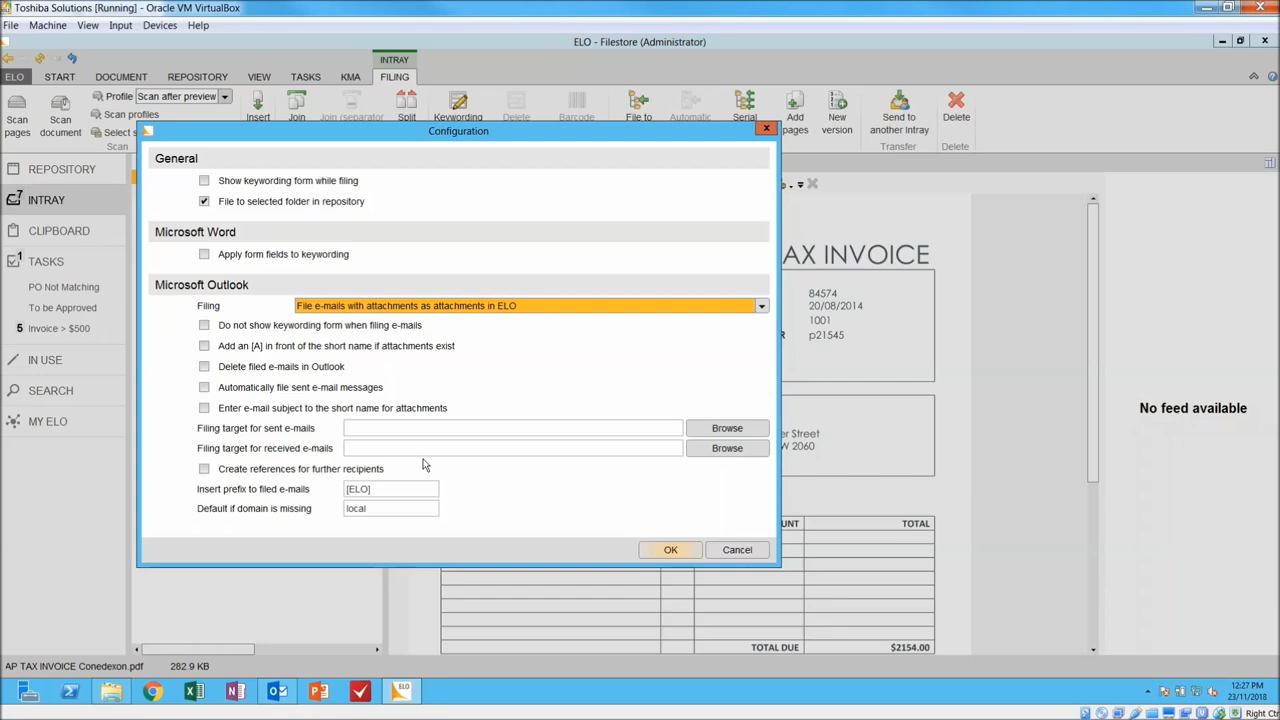 Toshiba Solutions [Running] - Oracle VM VirtualBox
File Machine View Input Devices Help
ELO - Filestore (Administrator)
INTRAY
ELO START DOCUMENT REPOSITORY VIEW TASKS KMA FILING
Scan pages
Scan document
Profile Scan after preview
Scan profiles
Select s
Scan
Insert
Join
Join (separator
Split
Keywording
Delete
Barcode
File to
Automatic
Serial
Add pages
New version
Send to another Intray
Transfer
Delete
Delete
REPOSITORY
7 INTRAY
CLIPBOARD
1 TASKS
PO Not Matching
To be Approved
5 Invoice > $500
IN USE
SEARCH
MY ELO
Configuration
General
Show keywording form while filing
File to selected folder in repository
Microsoft Word
Apply form fields to keywording
Microsoft Outlook
Filing File e-mails with attachments as attachments in ELO
Do not show keywording form when filing e-mails
Add an [A] in front of the short name if attachments exist
Delete filed e-mails in Outlook
Automatically file sent e-mail messages
Enter e-mail subject to the short name for attachments
Filing target for sent e-mails Browse
Filing target for received e-mails Browse
Create references for further recipients
Insert prefix to filed e-mails [ELO]
Default if domain is missing local
OK Cancel
TAX INVOICE
84574
20/08/2014
1001
p21545
er Street
W 2060
UNT TOTAL
TOTAL DUE $2154.00
No feed available
AP TAX INVOICE Conedexon.pdf 282.9 KB
ELO
12:27 PM
23/11/2018
Right Ctr